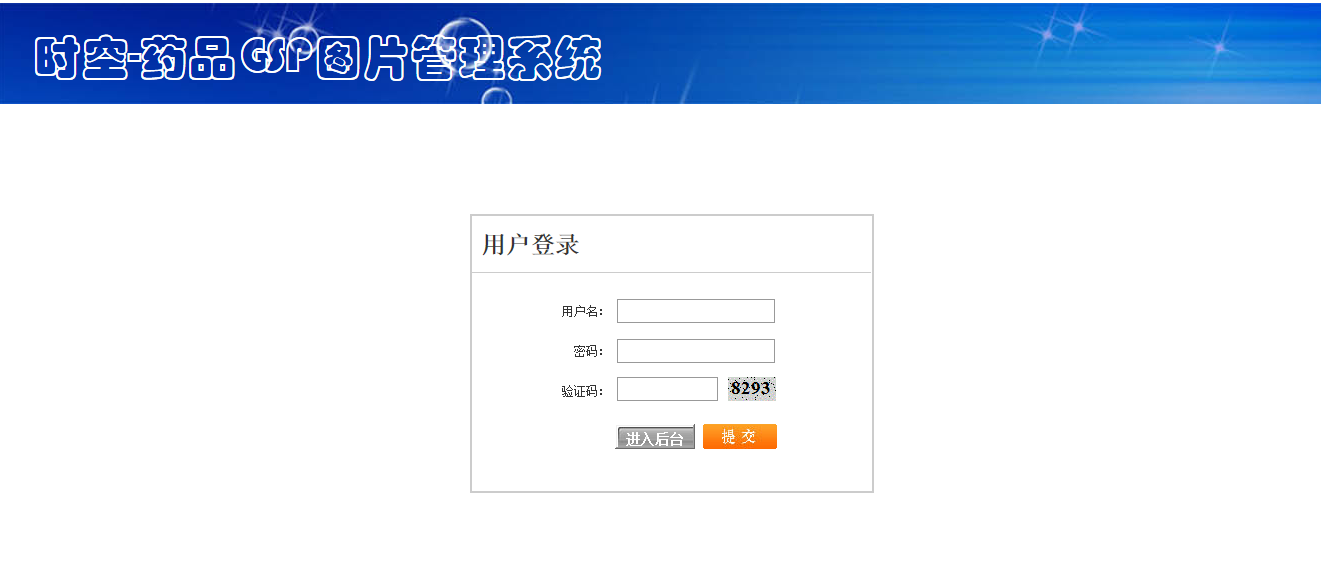 时空-药品GSP图片管理系统
用户登录
用户名：
密码：
验证码： 8293
进入后台 提 交